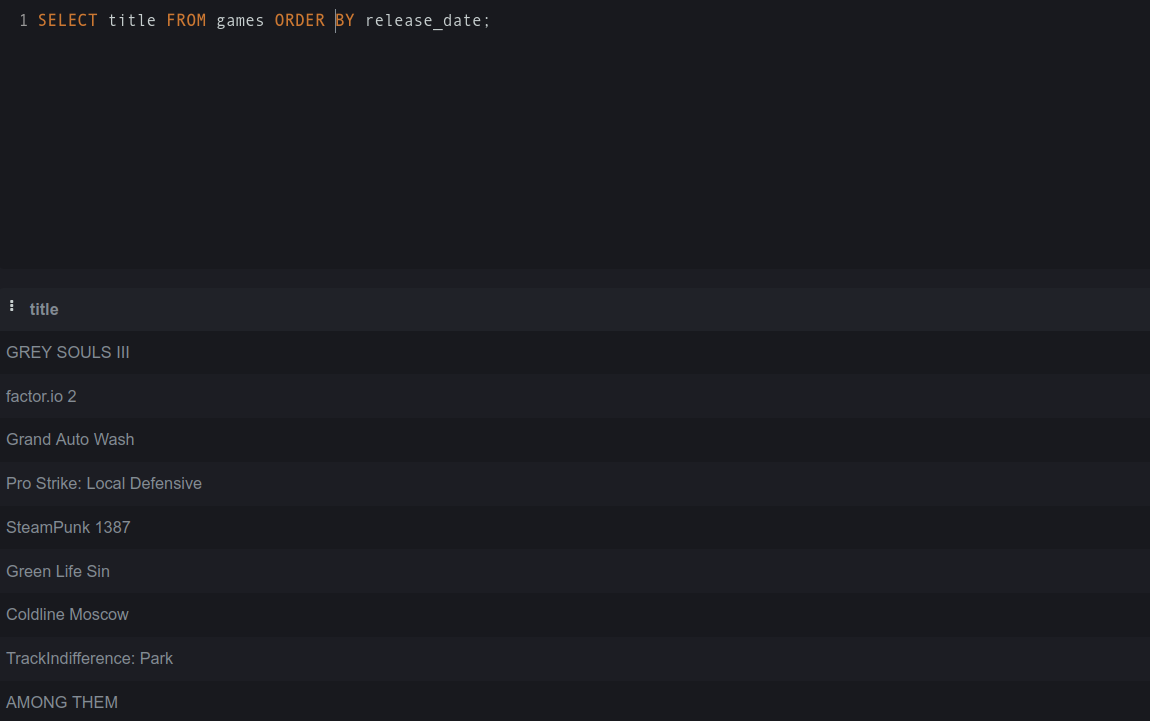 1 SELECT title FROM games ORDER BY release_date;
title
GREY SOULS III
factor.io 2
Grand Auto Wash
Pro Strike: Local Defensive
SteamPunk 1387
Green Life Sin
Coldline Moscow
TrackIndifference: Park
AMONG THEM